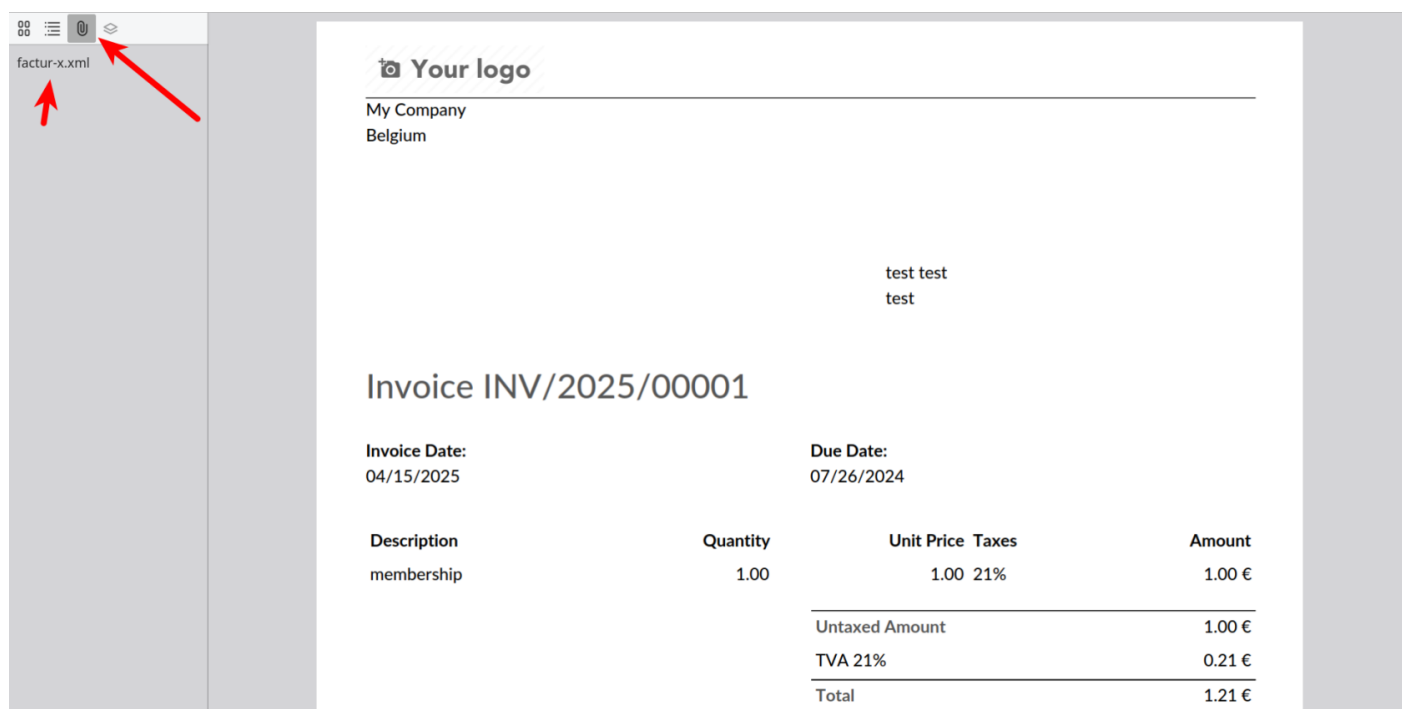 factur-x.xml
Your logo
My Company
Belgium
test test
test
Invoice INV/2025/00001
Invoice Date: Due Date:
04/15/2025 07/26/2024
Description Quantity Unit Price Taxes Amount
membership 1.00 1.00 21% 1.00 €
Untaxed Amount 1.00 €
TVA 21% 0.21 €
Total 1.21 €